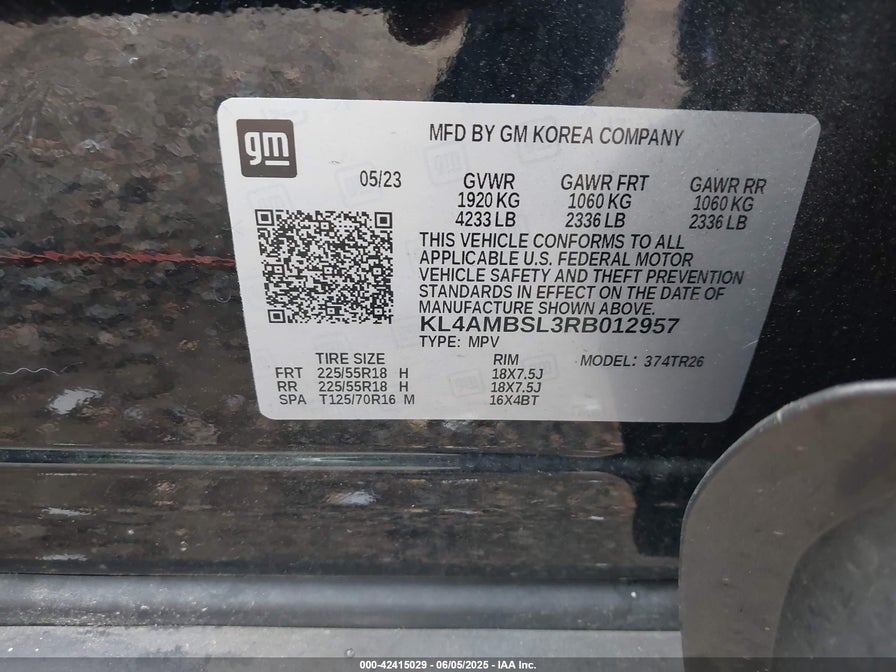 gm
MFD BY GM KOREA COMPANY
05/23
GVWR GAWR FRT GAWR RR
1920 KG 1060 KG 1060 KG
4233 LB 2336 LB 2336 LB
THIS VEHICLE CONFORMS TO ALL
APPLICABLE U.S. FEDERAL MOTOR
VEHICLE SAFETY AND THEFT PREVENTION
STANDARDS IN EFFECT ON THE DATE OF
MANUFACTURE SHOWN ABOVE.
KL4AMBSL3RB012957
TYPE: MPV
TIRE SIZE RIM MODEL: 374TR26
FRT 225/55R18 H 18X7.5J
RR 225/55R18 H 18X7.5J
SPA T125/70R16 M 16X4BT
000-42415029 - 06/05/2025 - IAA Inc.